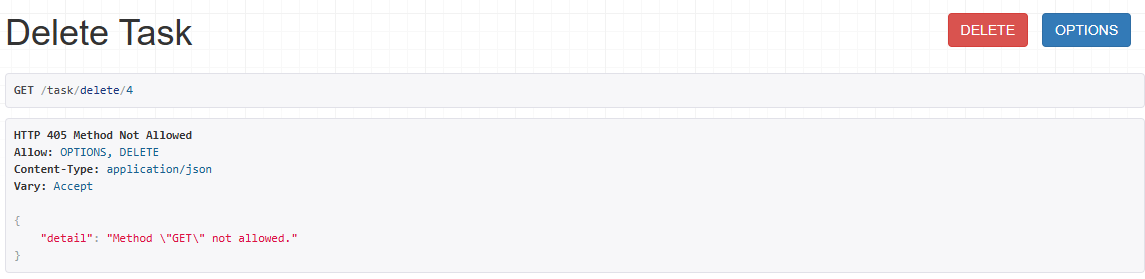 Delete Task
DELETE
OPTIONS
GET /task/delete/4
HTTP 405 Method Not Allowed
Allow: OPTIONS, DELETE
Content-Type: application/json
Vary: Accept
{
    "detail": "Method \"GET\" not allowed."
}